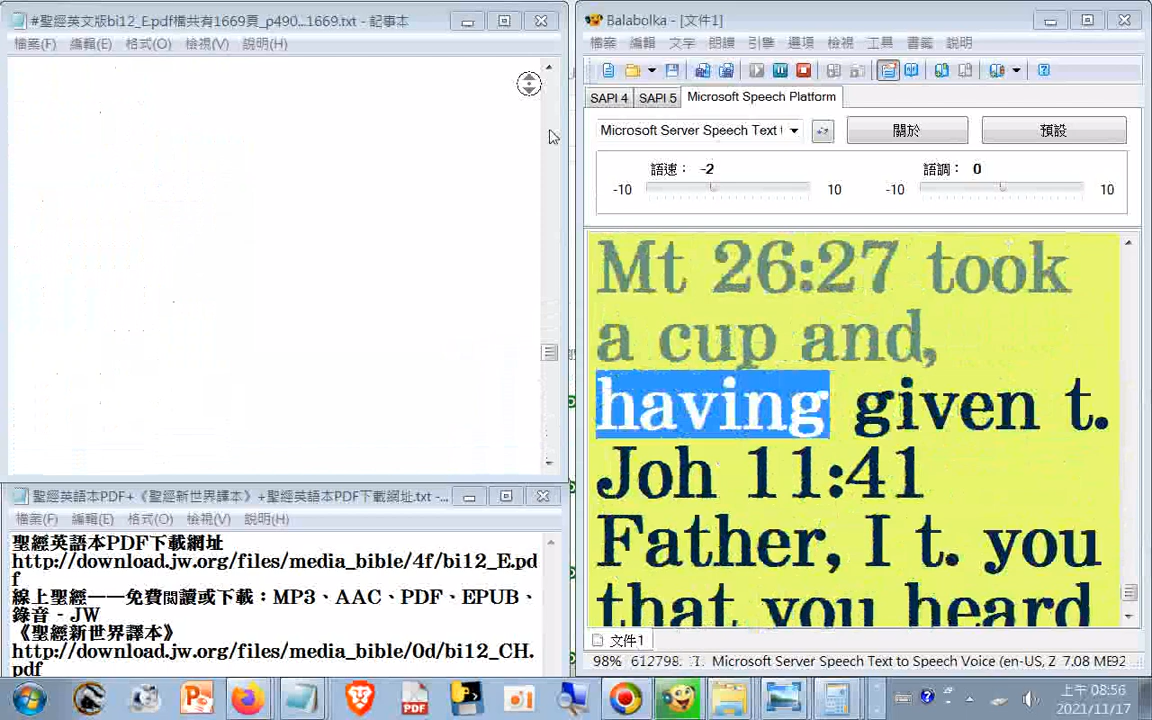 #聖經英文版bi12_E.pdf檔共有1669頁_p490...1669.txt - 記事本
檔案(F) 編輯(E) 格式(O) 檢視(V) 說明(H)
聖經英語本PDF+《聖經新世界譯本》+聖經英語本PDF下載網址.txt -...
檔案(F) 編輯(E) 格式(O) 檢視(V) 說明(H)
聖經英語本PDF下載網址
http://download.jw.org/files/media_bible/4f/bi12_E.pd
f
線上聖經——免費閱讀或下載：MP3、AAC、PDF、EPUB、
錄音 - JW
《聖經新世界譯本》
http://download.jw.org/files/media_bible/0d/bi12_CH.
pdf
Balabolka - [文件1]
檔案 編輯 文字 朗讀 引擎 選項 檢視 工具 書籤 說明
SAPI 4 SAPI 5 Microsoft Speech Platform
Microsoft Server Speech Text 關於 預設
語速： -2 語調： 0
-10 10 -10 10
Mt 26:27 took
a cup and,
having given t.
Joh 11:41
Father, I t. you
that you heard
文件1
98% Microsoft Server Speech Text to Speech Voice (en-US, Z 7.08 ME
PDF
上午 08:56
2021/11/17